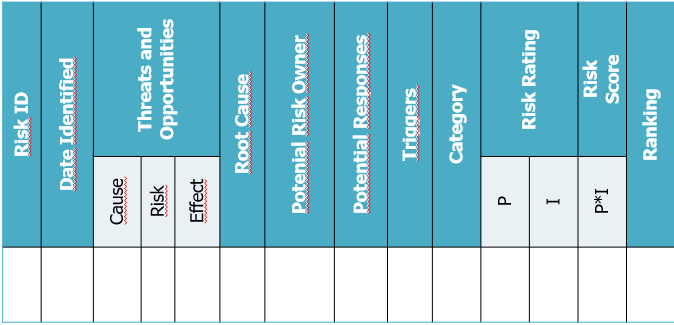 Risk ID
Date Identified
Threats and
Opportunities
Cause
Risk
Effect
Root Cause
Potenial Risk Owner
Potential Responses
Triggers
Category
Risk Rating
P
I
Risk
Score
P*I
Ranking